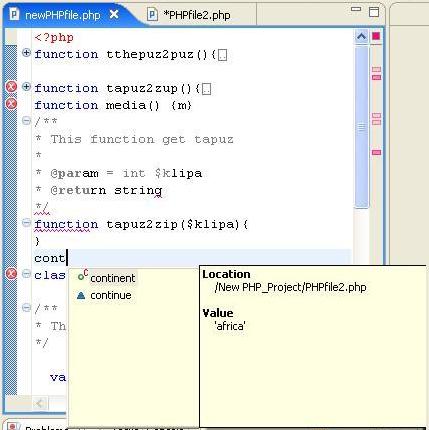 newPHPfile.php *PHPfile2.php
<?php
function tthepuz2puz(){
function tapuz2zup(){
function media() {m}
/**
* This function get tapuz
*
* @param = int $klipa
* @return string
*/
function tapuz2zip($klipa){
}
cont
clas
continent
continue
Location
/New PHP_Project/PHPfile2.php
Value
'africa'
/**
* Th
*/
va